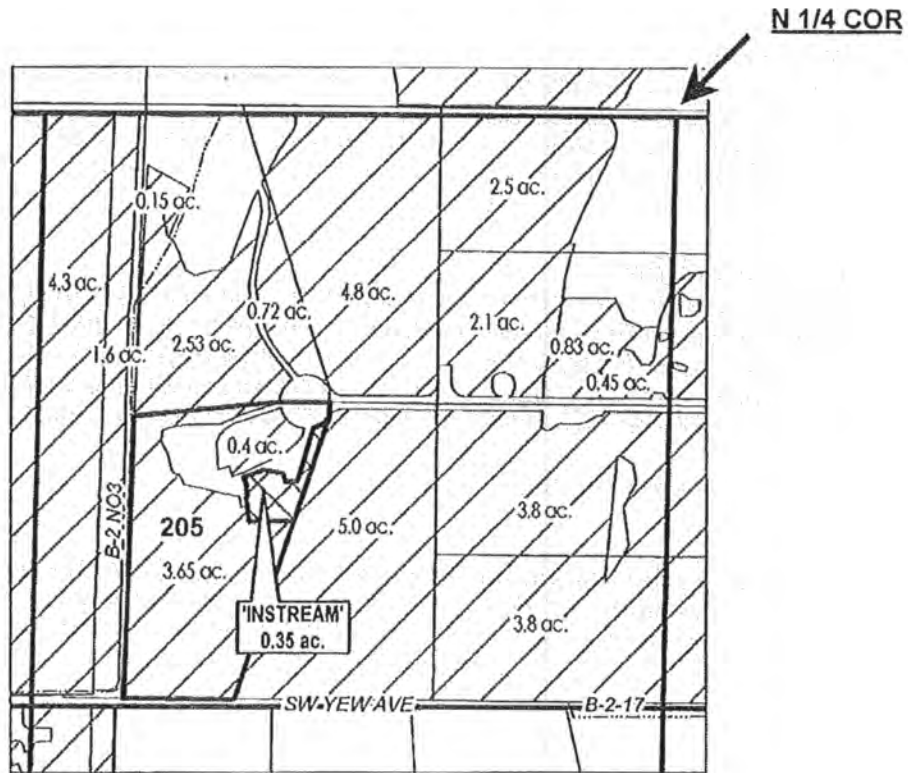 N 1/4 COR
2.5 ac.
0.15 ac.
4.3 ac.
4.8 ac.
0.72 ac.
2.1 ac.
1.6 ac.
2.53 ac.
0.83 ac.
0.45 ac.
0.4 ac.
B-2 NO3
205
5.0 ac.
3.8 ac.
3.65 ac.
'INSTREAM'
0.35 ac.
3.8 ac.
SW YEW AVE
B-2-17